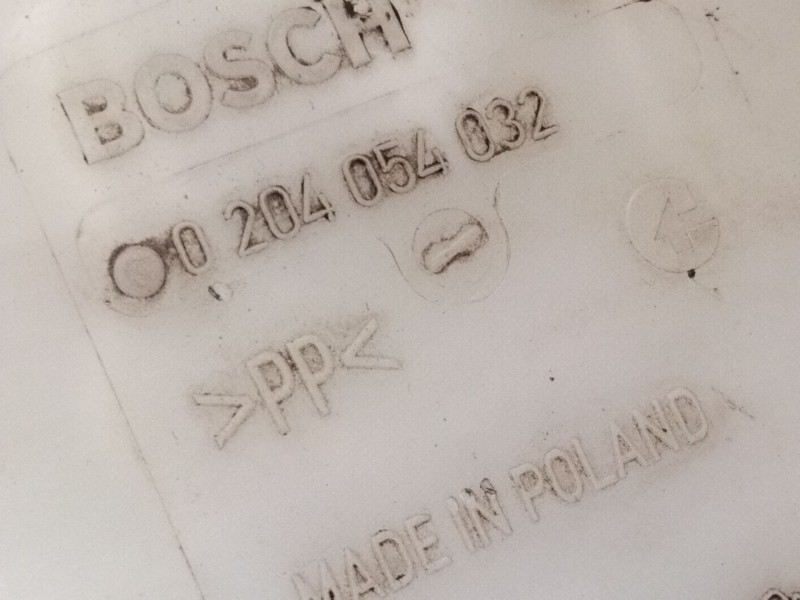 BOSCH
0 204 054 032
>PP<
MADE IN POLAND